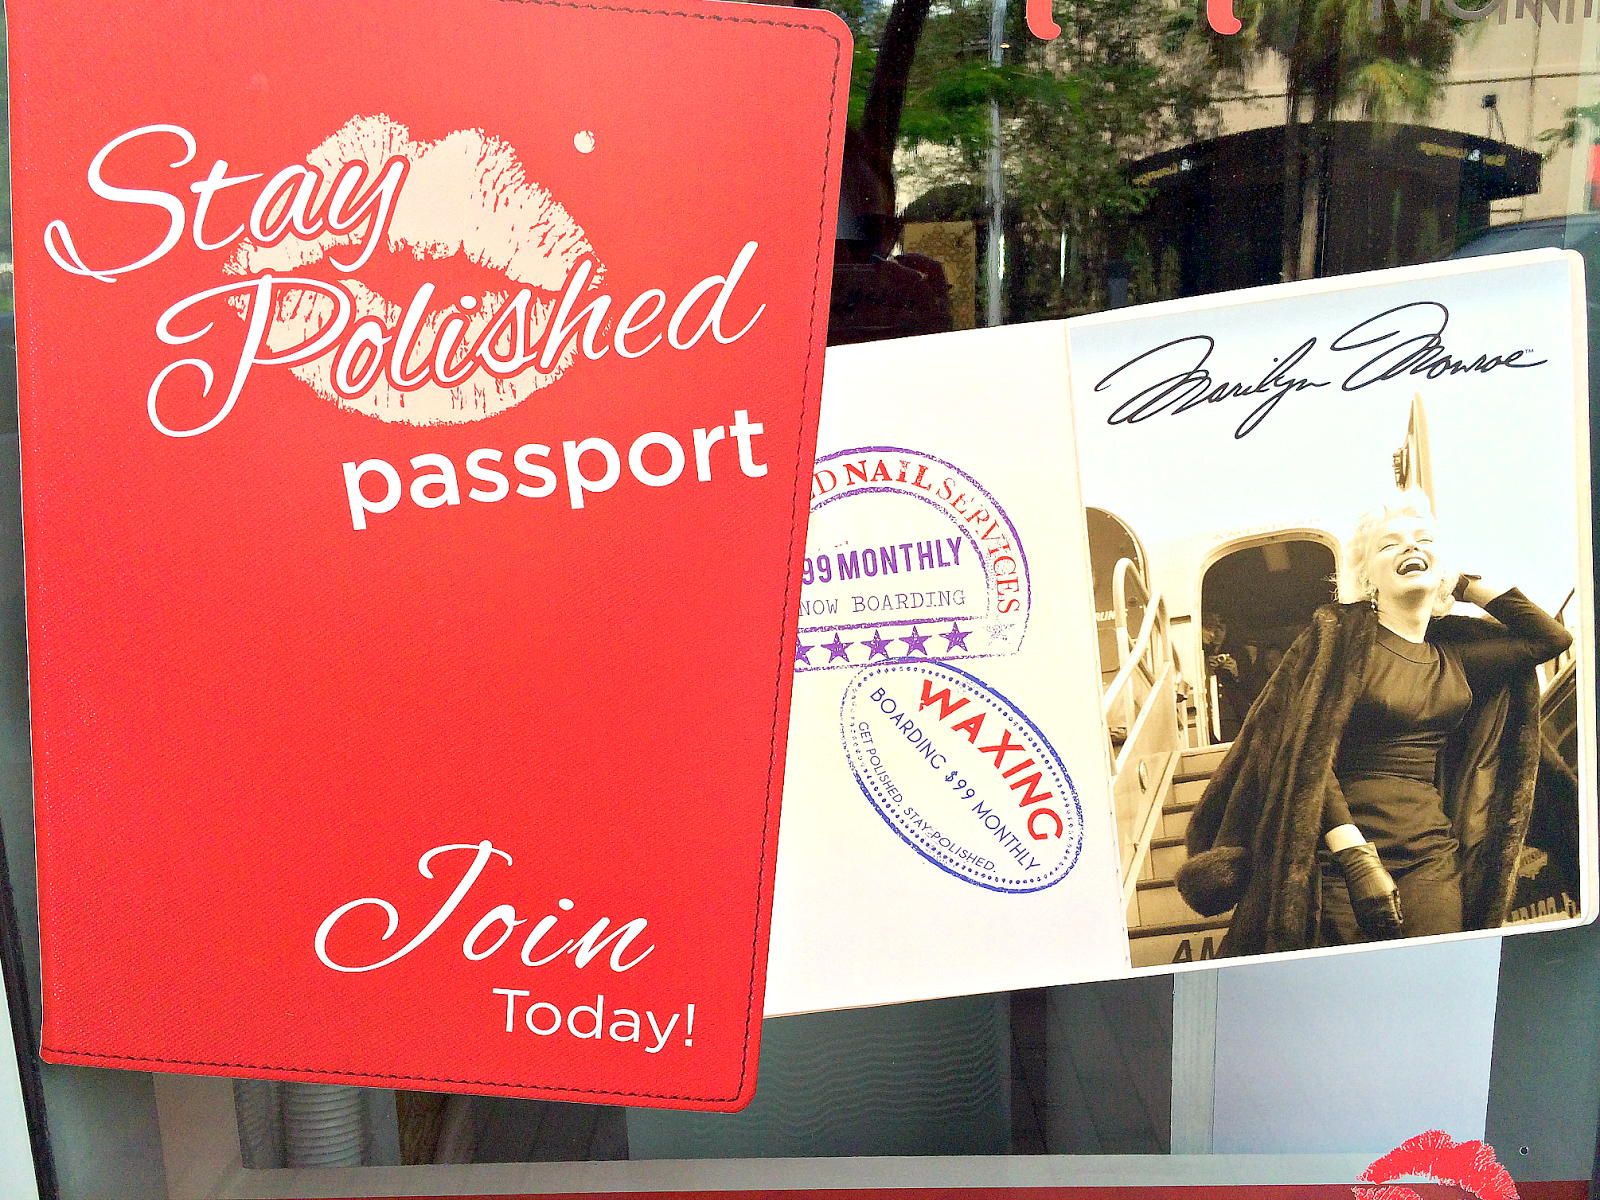 Stay
Polished
passport
Join
Today!
NAIL SERVICES
99 MONTHLY
NOW BOARDING
WAXING
BOARDING $99 MONTHLY
GET POLISHED. STAY POLISHED.
Marilyn Monroe™